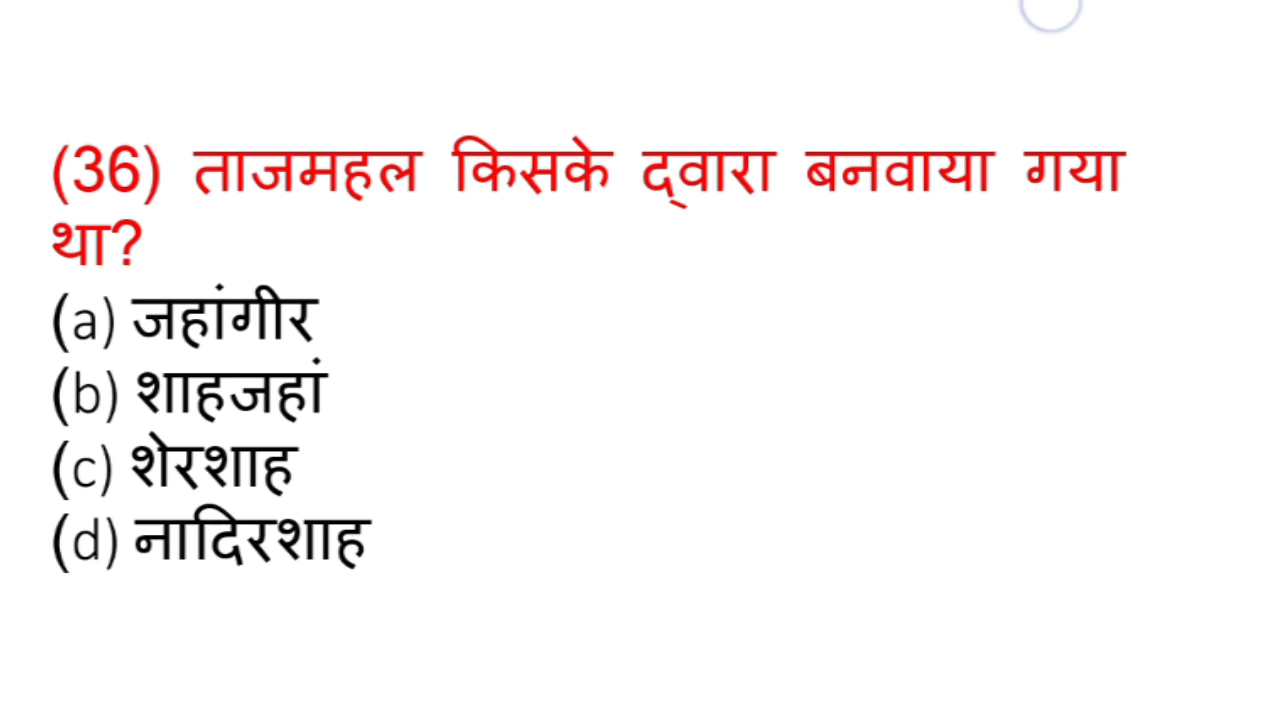 (36) ताजमहल किसके द्वारा बनवाया गया
था?
(a) जहांगीर
(b) शाहजहां
(c) शेरशाह
(d) नादिरशाह